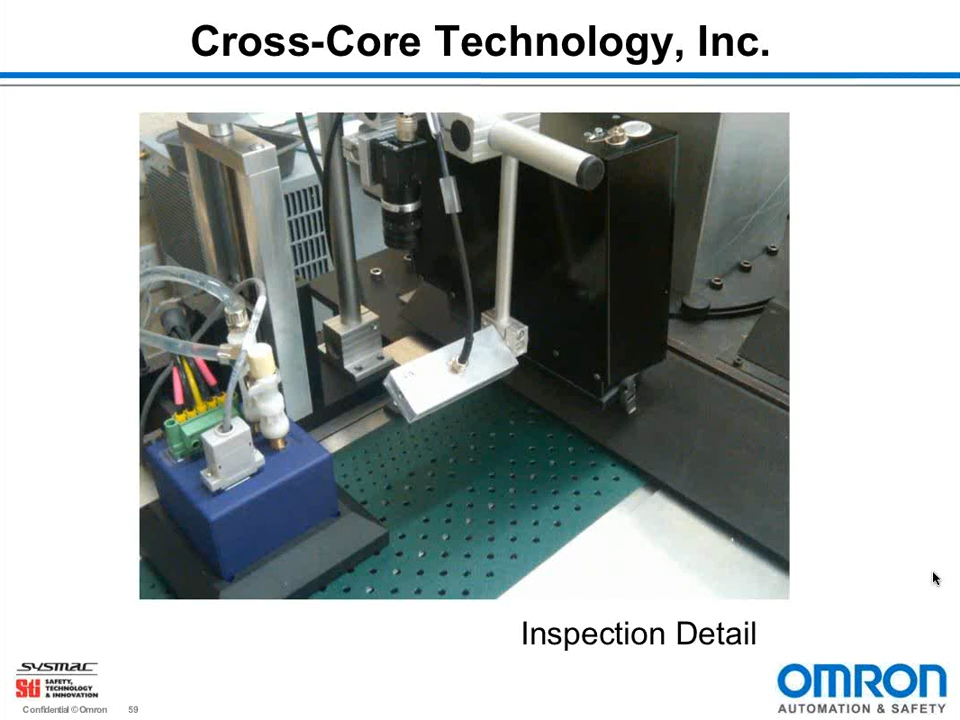 Cross-Core Technology, Inc.
Inspection Detail
SYSMAC
Sti
SAFETY,
TECHNOLOGY
& INNOVATION
Confidential © Omron 59
OMRON
AUTOMATION & SAFETY